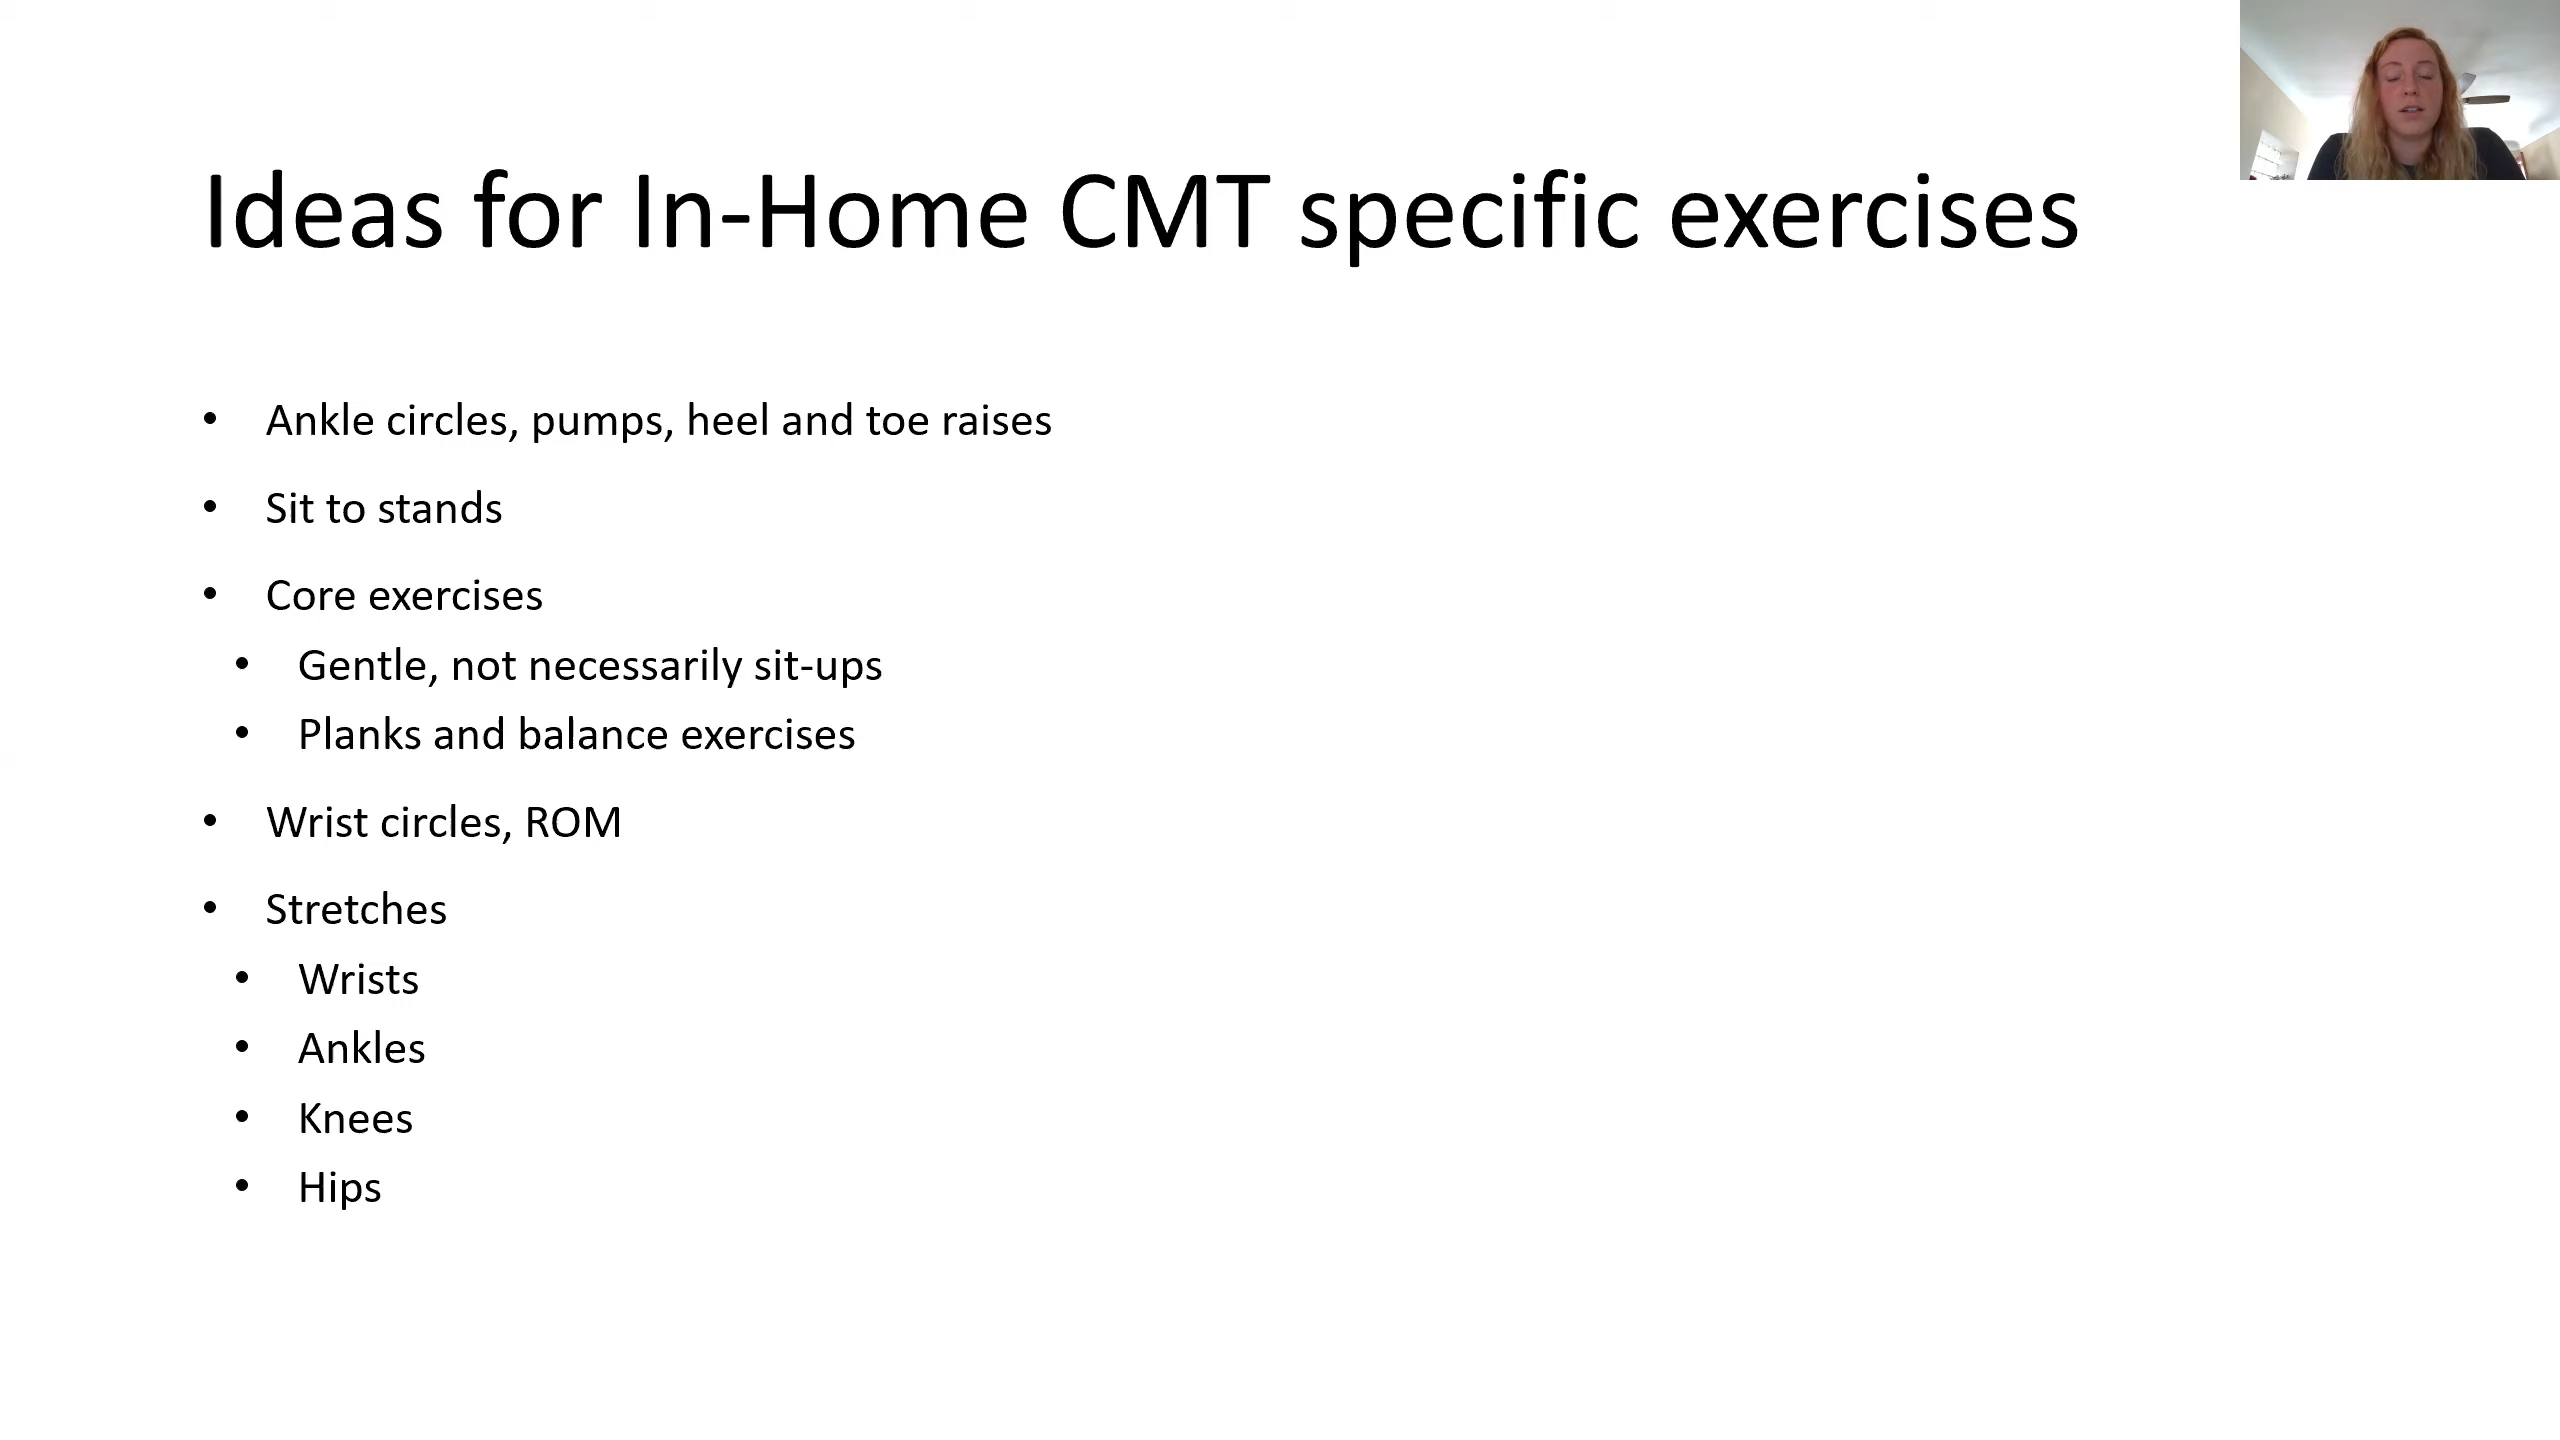 Ideas for In-Home CMT specific exercises
• Ankle circles, pumps, heel and toe raises
• Sit to stands
• Core exercises
• Gentle, not necessarily sit-ups
• Planks and balance exercises
• Wrist circles, ROM
• Stretches
• Wrists
• Ankles
• Knees
• Hips